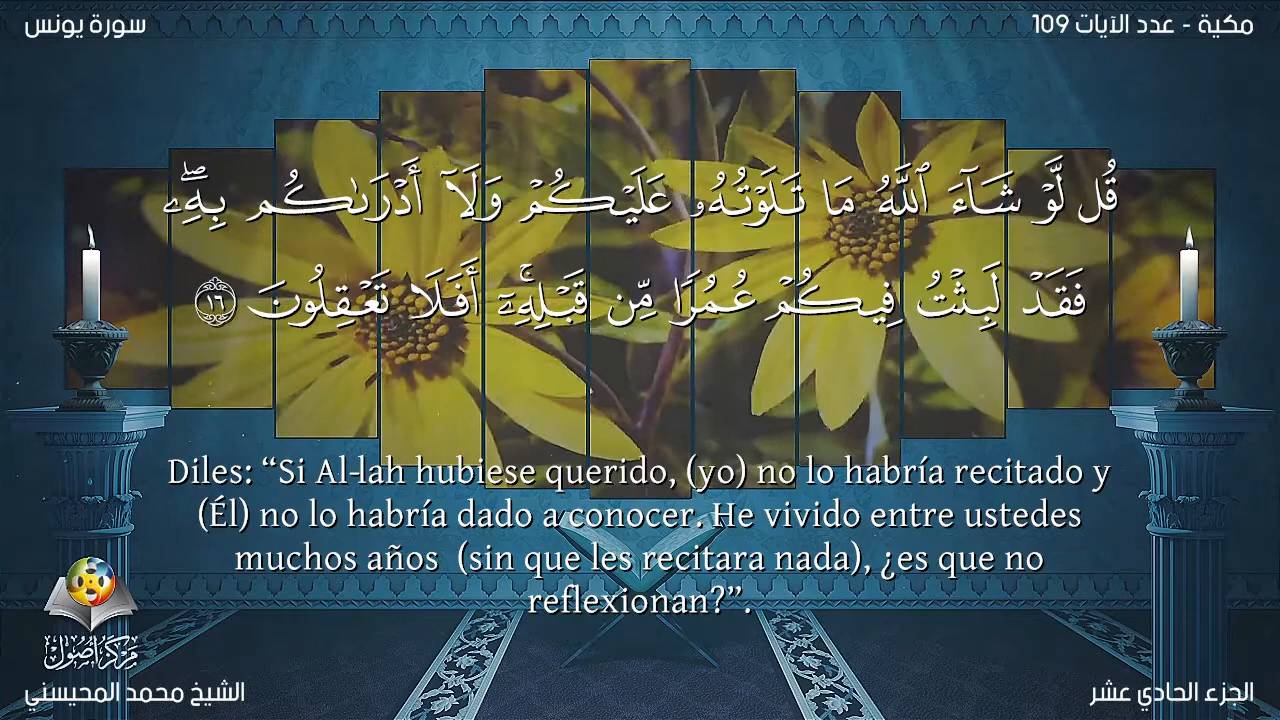 سورة يونس
مكية - عدد الآيات 109
قُل لَّوْ شَآءَ ٱللَّهُ مَا تَلَوْتُهُۥ عَلَيْكُمْ وَلَآ أَدْرَىٰكُم بِهِۦۖ
فَقَدْ لَبِثْتُ فِيكُمْ عُمُرًا مِّن قَبْلِهِۦٓۚ أَفَلَا تَعْقِلُونَ ١٦
Diles: “Si Al-lah hubiese querido, (yo) no lo habría recitado y
(Él) no lo habría dado a conocer. He vivido entre ustedes
muchos años (sin que les recitara nada), ¿es que no
reflexionan?”.
مركز أصول
الشيخ محمد المحيسني
الجزء الحادي عشر